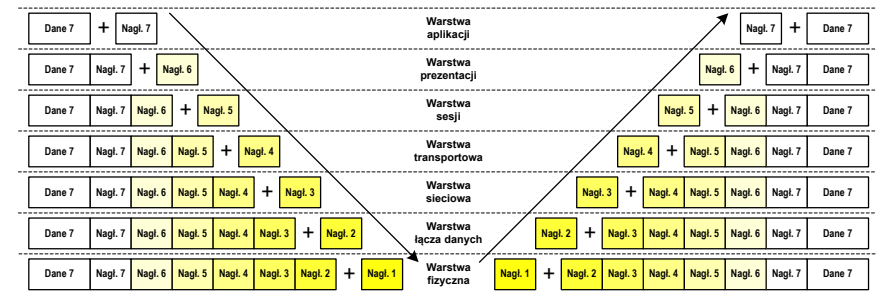 Dane 7 + Nagł. 7 Warstwa aplikacji Nagł. 7 + Dane 7
Dane 7 Nagł. 7 + Nagł. 6 Warstwa prezentacji Nagł. 6 + Nagł. 7 Dane 7
Dane 7 Nagł. 7 Nagł. 6 + Nagł. 5 Warstwa sesji Nagł. 5 + Nagł. 6 Nagł. 7 Dane 7
Dane 7 Nagł. 7 Nagł. 6 Nagł. 5 + Nagł. 4 Warstwa transportowa Nagł. 4 + Nagł. 5 Nagł. 6 Nagł. 7 Dane 7
Dane 7 Nagł. 7 Nagł. 6 Nagł. 5 Nagł. 4 + Nagł. 3 Warstwa sieciowa Nagł. 3 + Nagł. 4 Nagł. 5 Nagł. 6 Nagł. 7 Dane 7
Dane 7 Nagł. 7 Nagł. 6 Nagł. 5 Nagł. 4 Nagł. 3 + Nagł. 2 Warstwa łącza danych Nagł. 2 + Nagł. 3 Nagł. 4 Nagł. 5 Nagł. 6 Nagł. 7 Dane 7
Dane 7 Nagł. 7 Nagł. 6 Nagł. 5 Nagł. 4 Nagł. 3 Nagł. 2 + Nagł. 1 Warstwa fizyczna Nagł. 1 + Nagł. 2 Nagł. 3 Nagł. 4 Nagł. 5 Nagł. 6 Nagł. 7 Dane 7